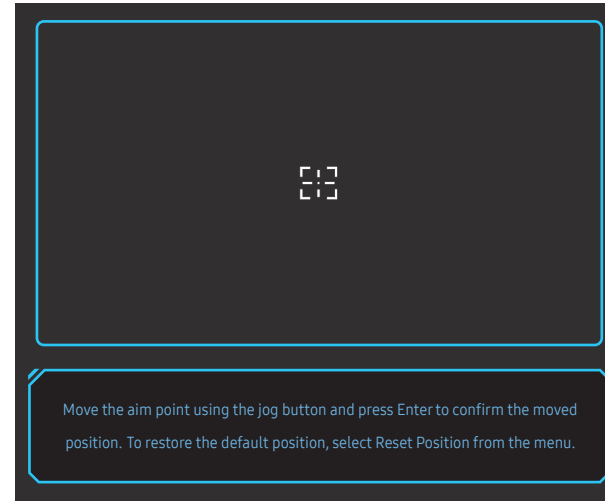 Move the aim point using the jog button and press Enter to confirm the moved
position. To restore the default position, select Reset Position from the menu.